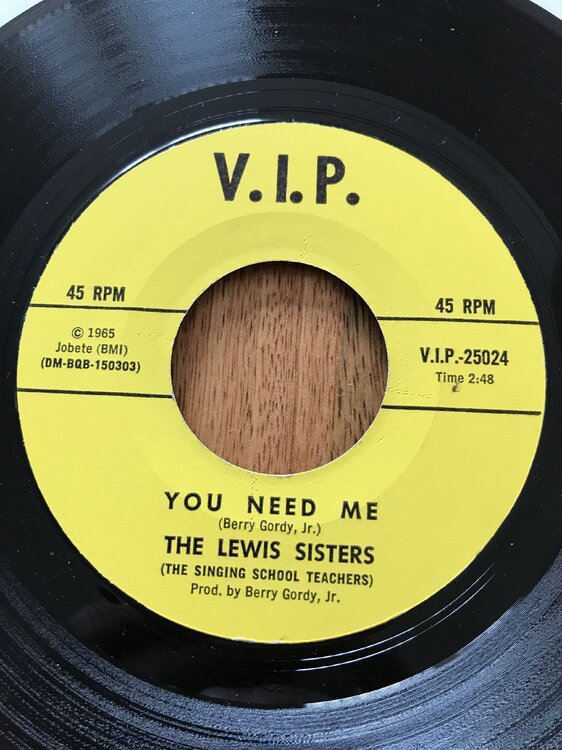 V.I.P.
45 RPM
45 RPM
© 1965
Jobete (BMI)
(DM-BQB-150303)
V.I.P.-25024
Time 2:48
YOU NEED ME
(Berry Gordy, Jr.)
THE LEWIS SISTERS
(THE SINGING SCHOOL TEACHERS)
Prod. by Berry Gordy, Jr.